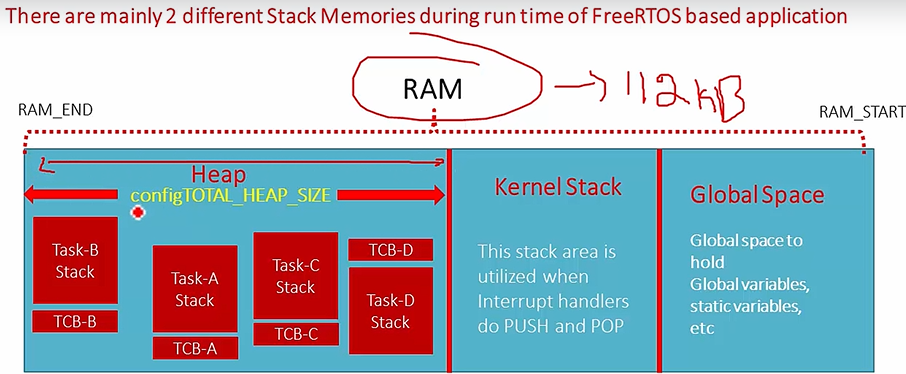 There are mainly 2 different Stack Memories during run time of FreeRTOS based application
RAM
112 KB
RAM_END
RAM_START
Heap
configTOTAL_HEAP_SIZE
Task-B
Stack
TCB-B
Task-A
Stack
TCB-A
Task-C
Stack
TCB-C
TCB-D
Task-D
Stack
Kernel Stack
This stack area is
utilized when
Interrupt handlers
do PUSH and POP
Global Space
Global space to
hold
Global variables,
static variables,
etc